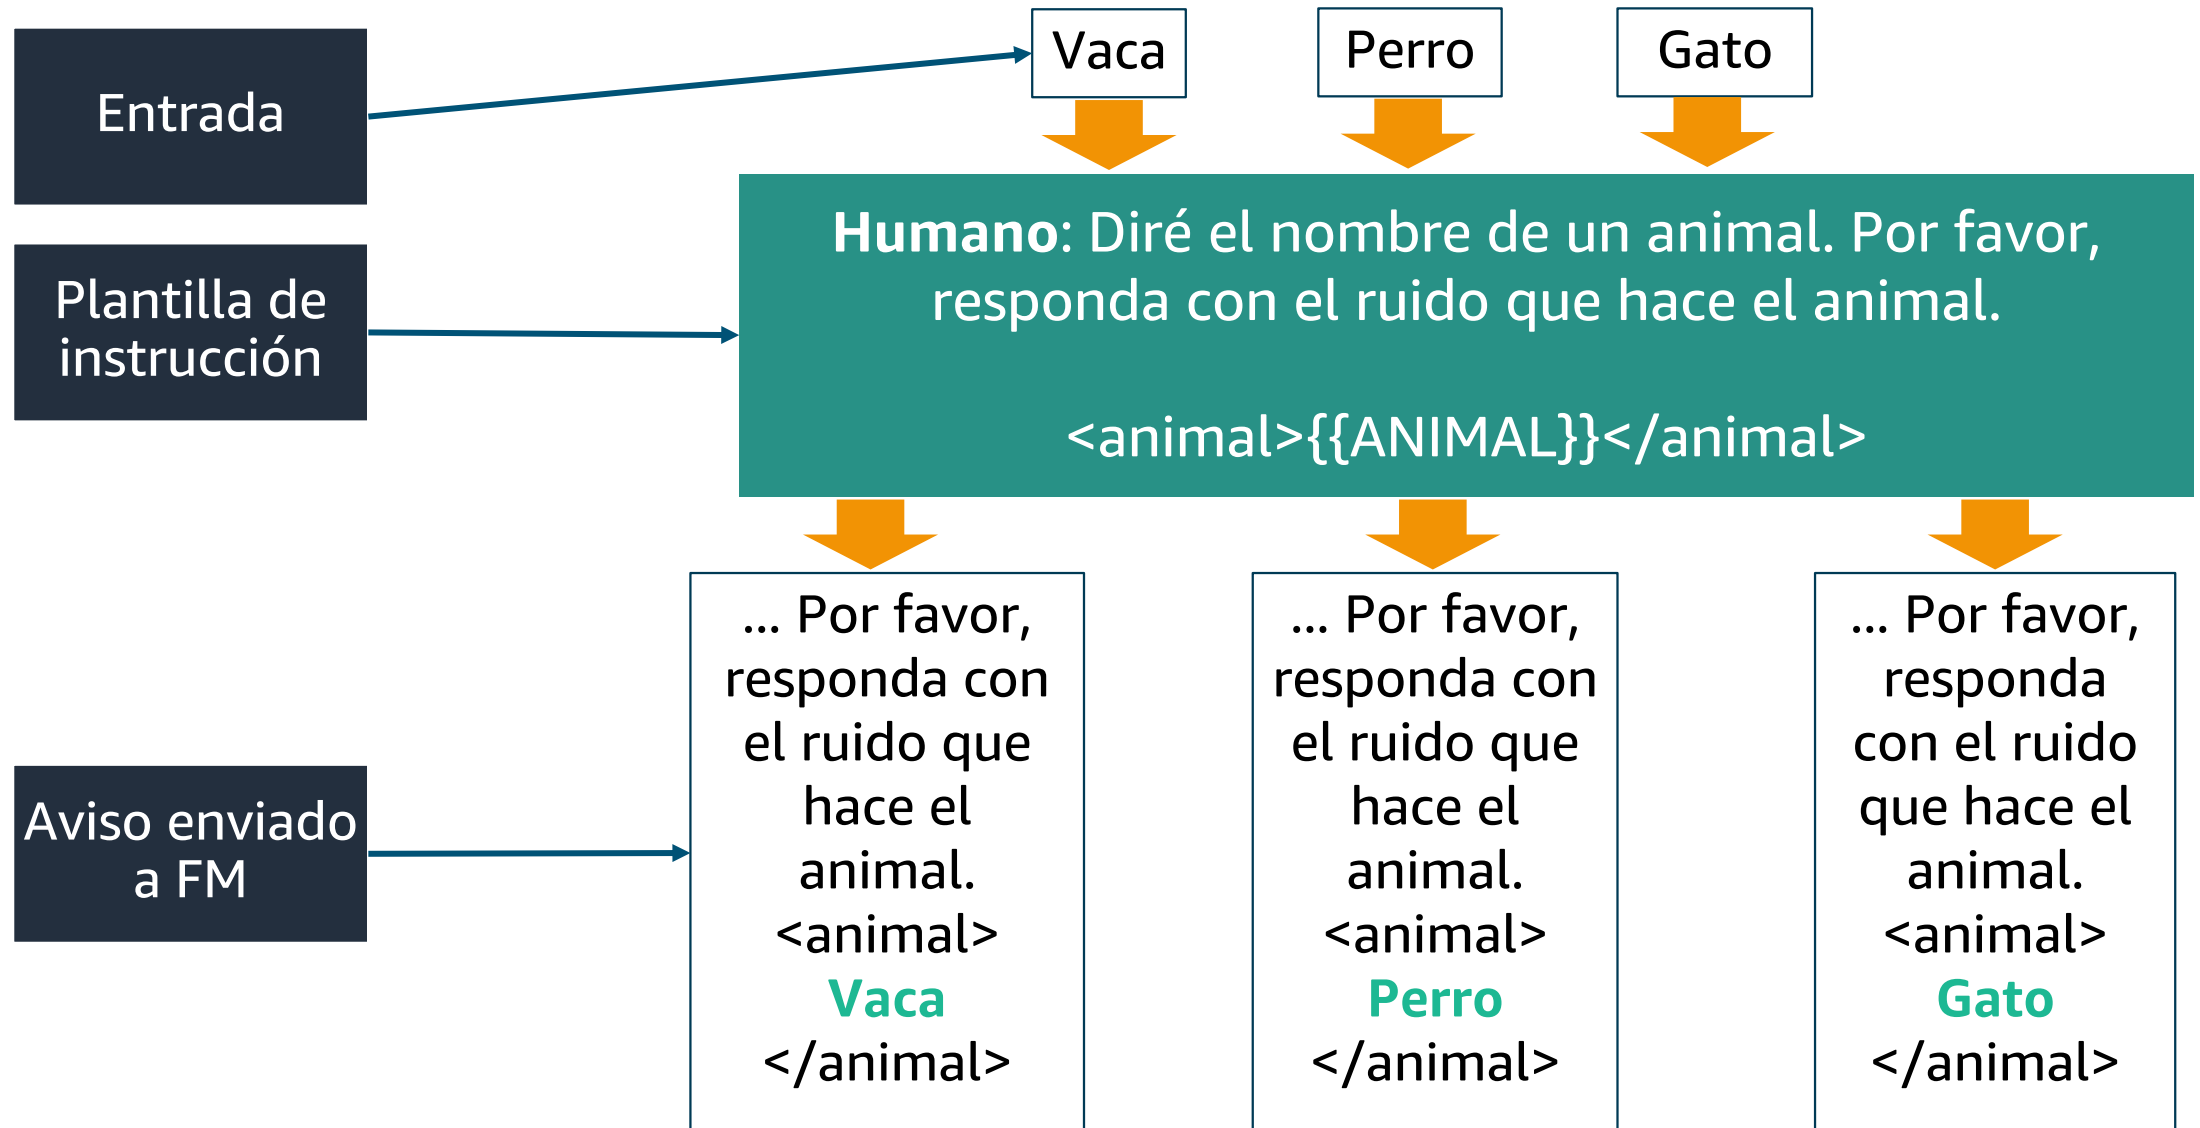 Entrada
Vaca
Perro
Gato
Plantilla de
instrucción
Humano: Diré el nombre de un animal. Por favor,
responda con el ruido que hace el animal.
<animal>{{ANIMAL}}</animal>
Aviso enviado
a FM
... Por favor,
responda con
el ruido que
hace el
animal.
<animal>
Vaca
</animal>
... Por favor,
responda con
el ruido que
hace el
animal.
<animal>
Perro
</animal>
... Por favor,
responda
con el ruido
que hace el
animal.
<animal>
Gato
</animal>